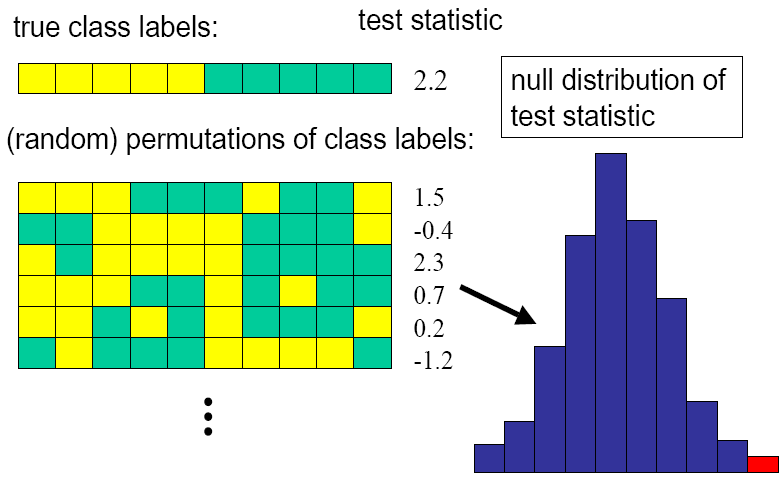 true class labels:
test statistic
2.2
null distribution of
test statistic
(random) permutations of class labels:
1.5
-0.4
2.3
0.7
0.2
-1.2